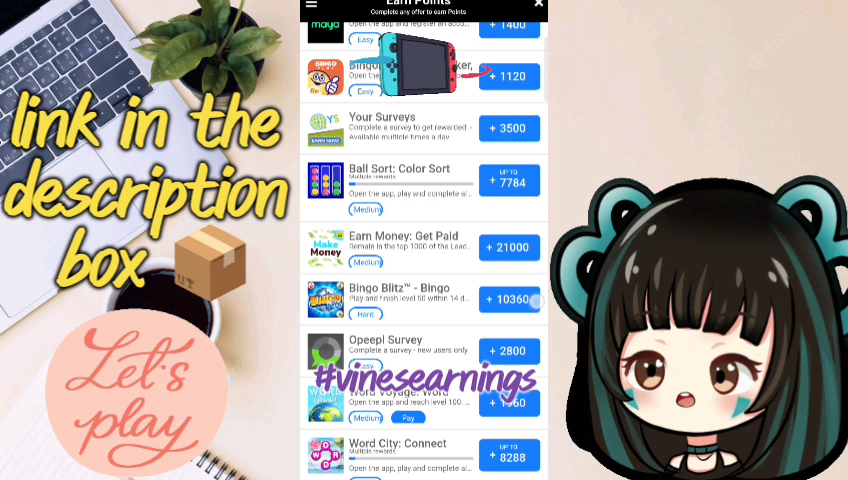 Earn Points
Complete any offer to earn Points
maya
Open the app and register an acco...
Easy
+ 1400
Bingo
Open the
Easy
+ 1120
Your Surveys
Complete a survey to get rewarded. -
Available multiple times a day
+ 3500
Ball Sort: Color Sort
Multiple rewards
Open the app, play and complete al...
Medium
UP TO
+ 7784
Earn Money: Get Paid
Remain in the top 1000 of the Lead...
Medium
+ 21000
Make
Money
Bingo Blitz™ - Bingo
Play and finish level 50 within 14 d...
Hard
+ 10360
Opeepl Survey
Complete a survey - new users only
+ 2800
#vinesearnings
Word Voyage: Word
Open the app and reach level 100. ...
Medium
Pay
Word City: Connect
Multiple rewards
Open the app, play and complete al...
UP TO
+ 8288
link in the
description
box
Let's
play